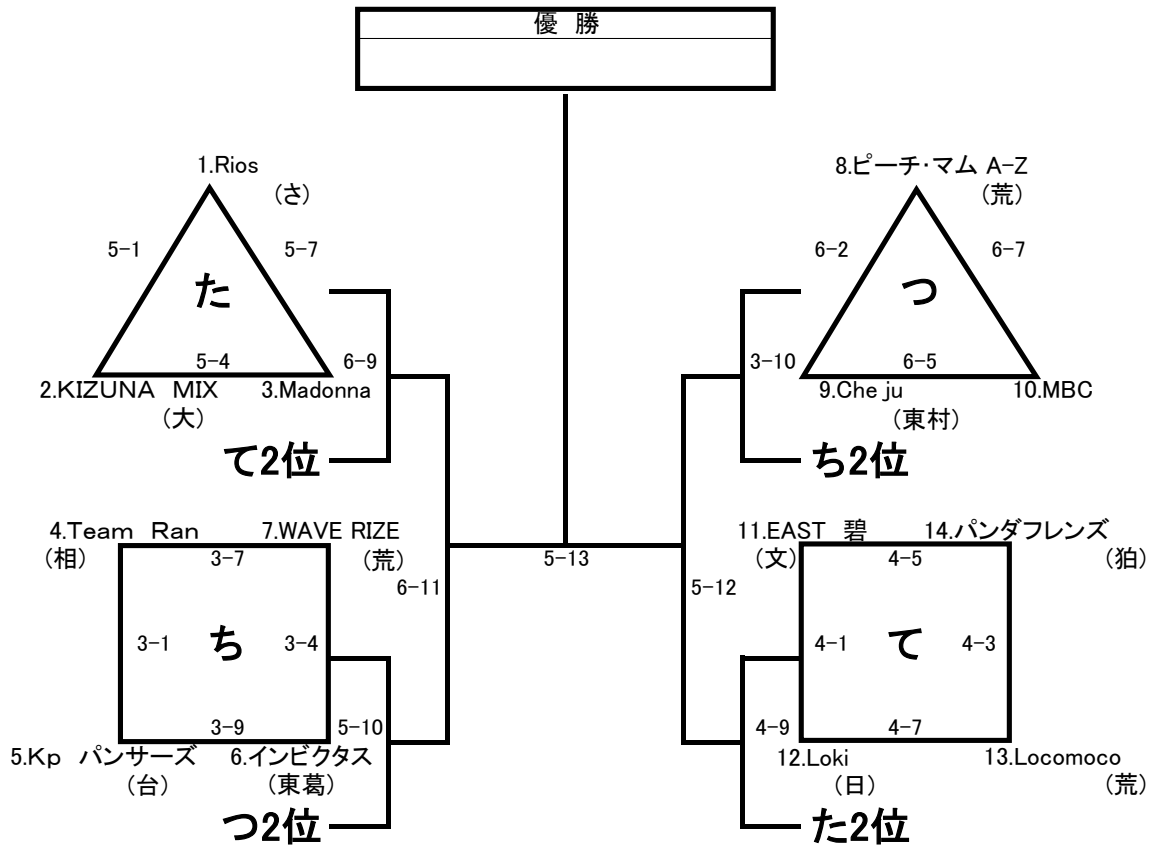 優 勝
1.Rios
(さ)
5-1
5-7
た
5-4
2.KIZUNA MIX
(大)
3.Madonna
6-9
て2位
8.ピーチ・マム A-Z
(荒)
6-2
6-7
つ
6-5
3-10
9.Che ju
(東村)
10.MBC
ち2位
4.Team Ran
(相)
7.WAVE RIZE
(荒)
3-7
3-1
ち
3-4
3-9
5.Kp パンサーズ
(台)
6.インビクタス
(東葛)
5-10
つ2位
6-11
5-13
5-12
11.EAST 碧
(文)
14.パンダフレンズ
(狛)
4-5
4-1
て
4-3
4-7
4-9
12.Loki
(日)
13.Locomoco
(荒)
た2位